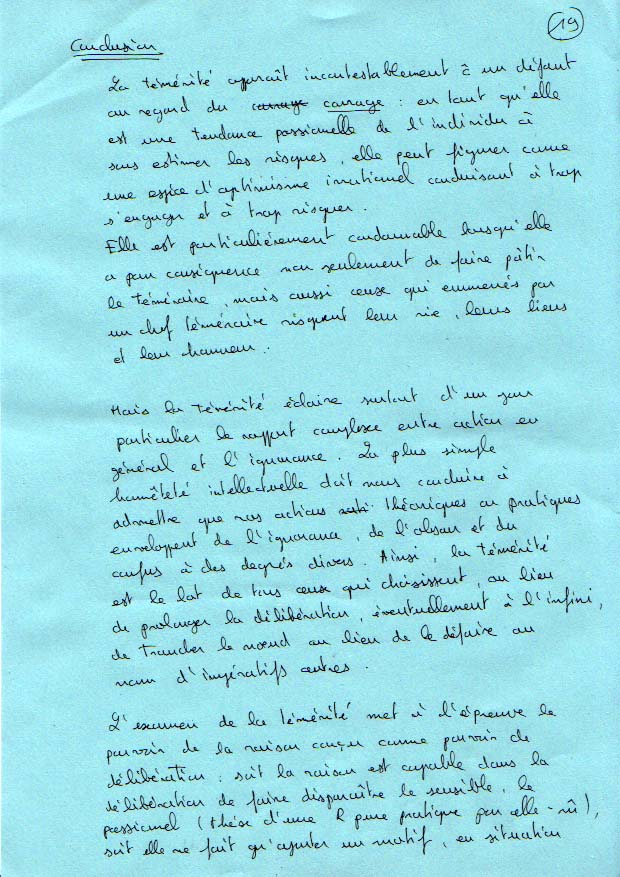 19
Conclusion
La témérité apparaît incontestablement c̄ un défaut
au regard du courage courage : en tant qu'elle
est une tendance passionelle de l'individu à
sans estimer les risques, elle peut figurer comme
une espèce d'optimisme irrationel conduisant à trop
s'engager et à trop risquer.
Elle est particulièrement condamnable lorsqu'elle
a pour conséquence non seulement de faire pâtir
le téméraire, mais aussi ceux qui emmenés par
un chef téméraire risquent leur vie, leurs biens
et leur honneur.
Mais la témérité éclaire surtout d'un jour
particulier le rapport complexe entre action en
général et l'ignorance. La plus simple
honnêteté intellectuelle doit nous conduire à
admettre que nos actions théoriques ou pratiques
enveloppent de l'ignorance, de l'obscur et du
confus à des degrés divers. Ainsi, la témérité
est le lot de tous ceux qui choisissent, au lieu
de prolonger la délibération, éventuellement à l'infini,
de trancher le nœud au lieu de le défaire au
nom d'impératifs autres.
L'examen de la témérité met à l'épreuve le
pouvoir de la raison conçu comme pouvoir de
délibération : soit la raison est capable dans la
délibération de faire disparaître le sensible, le
passionel (thèse d'une R pure pratique par elle-m̂),
soit elle ne fait qu'ajouter un motif, en situation